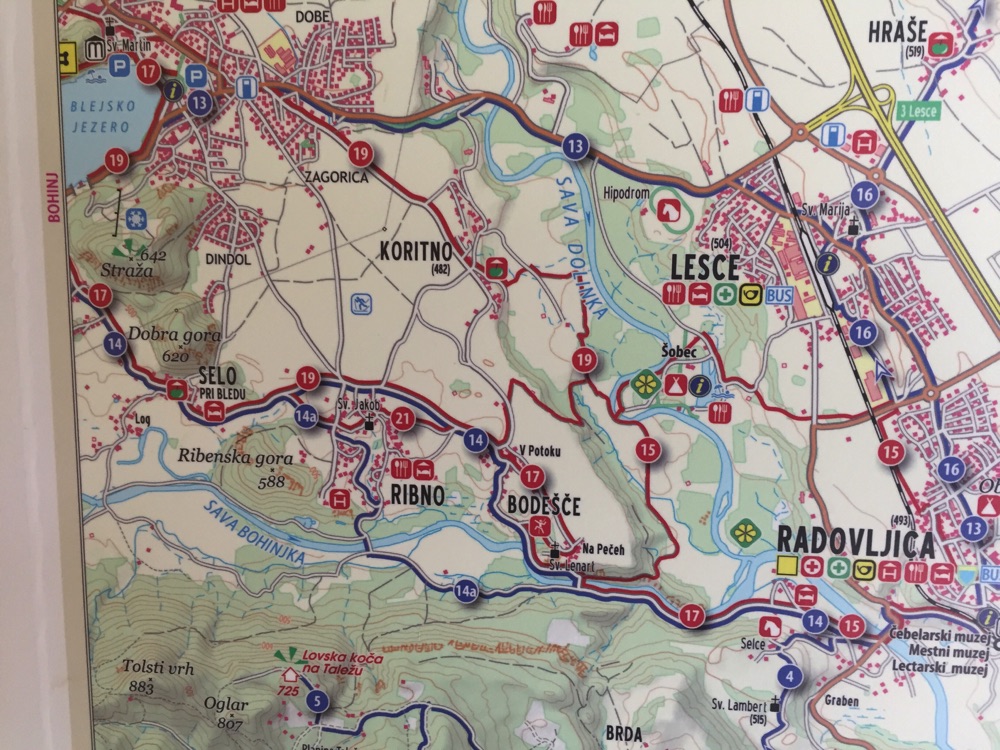 DOBE
HRAŠE
(519)
Sv. Martin
P
17
P
i
13
BLEJSKO
JEZERO
3 Lesce
13
19
19
ZAGORICA
BOHINJ
16
Hipodrom
Sv. Marija
SAVA DOLINKA
642
Straža
DINDOL
KORITNO
(482)
(504)
LESCE
BUS
i
17
14
Dobra gora
620
16
Šobec
19
i
SELO
PRI BLEDU
19
14a
Sv. Jakob
21
Log
14
15
15
V Potoku
17
16
Ribenska gora
588
RIBNO
BODEŠČE
SAVA BOHINJKA
(493)
13
RADOVLJICA
BU
Na Pečeh
Sv. Lenart
14a
17
14
15
i
Selce
Čebelarski muzej
Mestni muzej
Lectarski muzej
Lovska koča
na Taležu
725
Tolsti vrh
883
4
5
Oglar
807
Sv. Lambert
(515)
Graben
BRDA